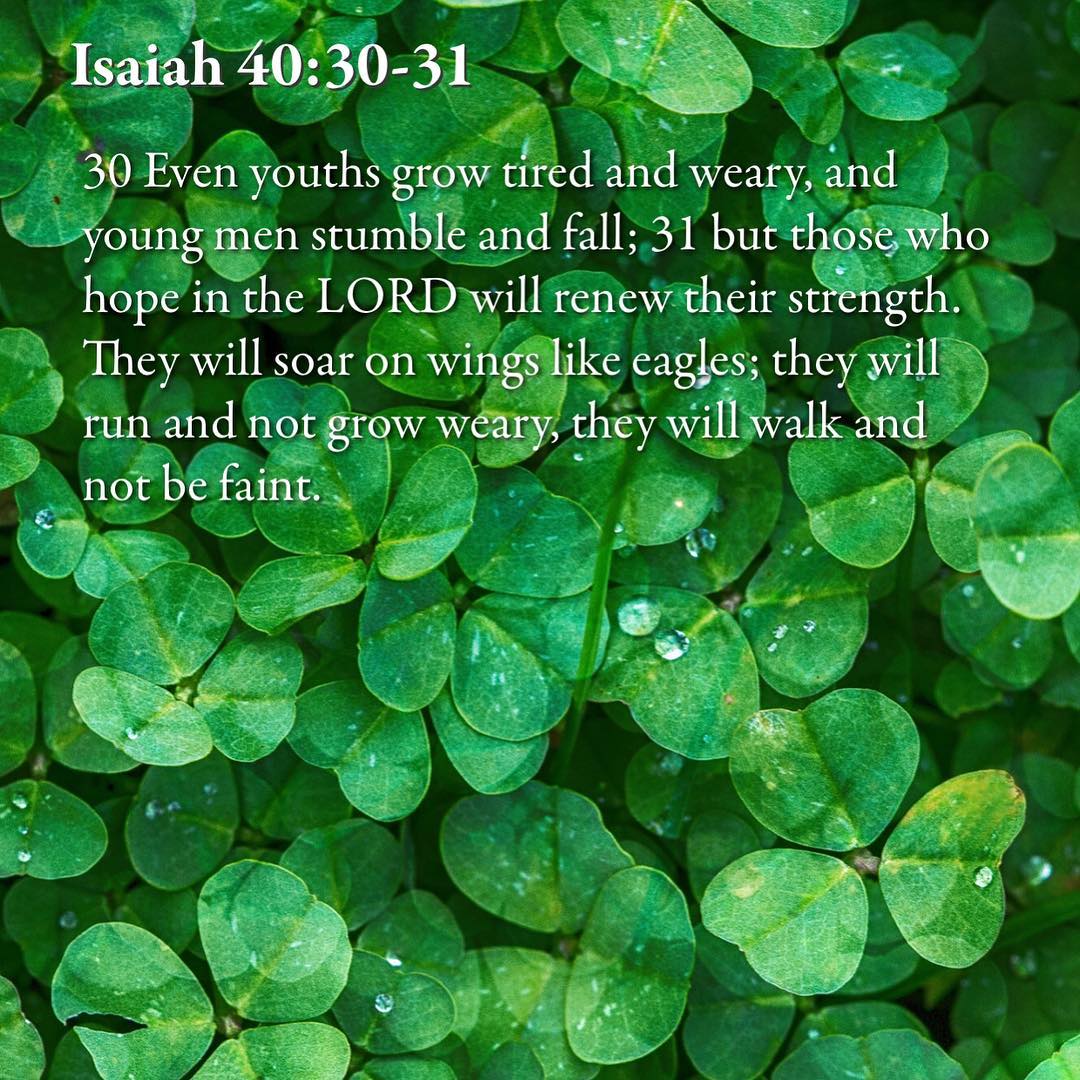 Isaiah 40:30-31
30 Even youths grow tired and weary, and
young men stumble and fall; 31 but those who
hope in the LORD will renew their strength.
They will soar on wings like eagles; they will
run and not grow weary, they will walk and
not be faint.